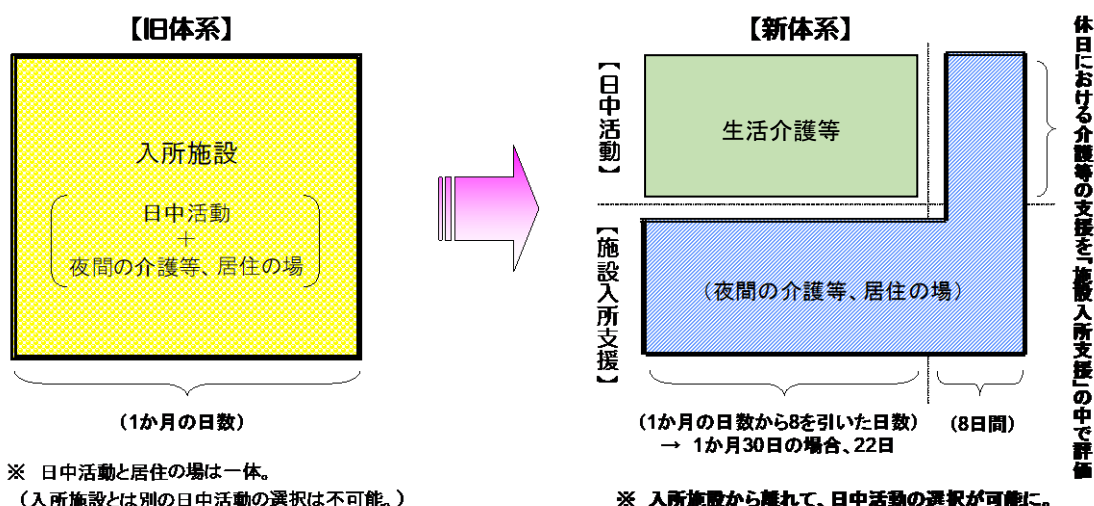 【旧体系】
入所施設
日中活動
+
夜間の介護等、居住の場
(1か月の日数)
※ 日中活動と居住の場は一体。
(入所施設とは別の日中活動の選択は不可能。)
【新体系】
【日中活動】
生活介護等
【施設入所支援】
(夜間の介護等、居住の場)
(1か月の日数から8を引いた日数)
→ 1か月30日の場合、22日
(8日間)
休日における介護等の支援を「施設入所支援」の中で評価
※ 入所施設から離れて、日中活動の選択が可能に。